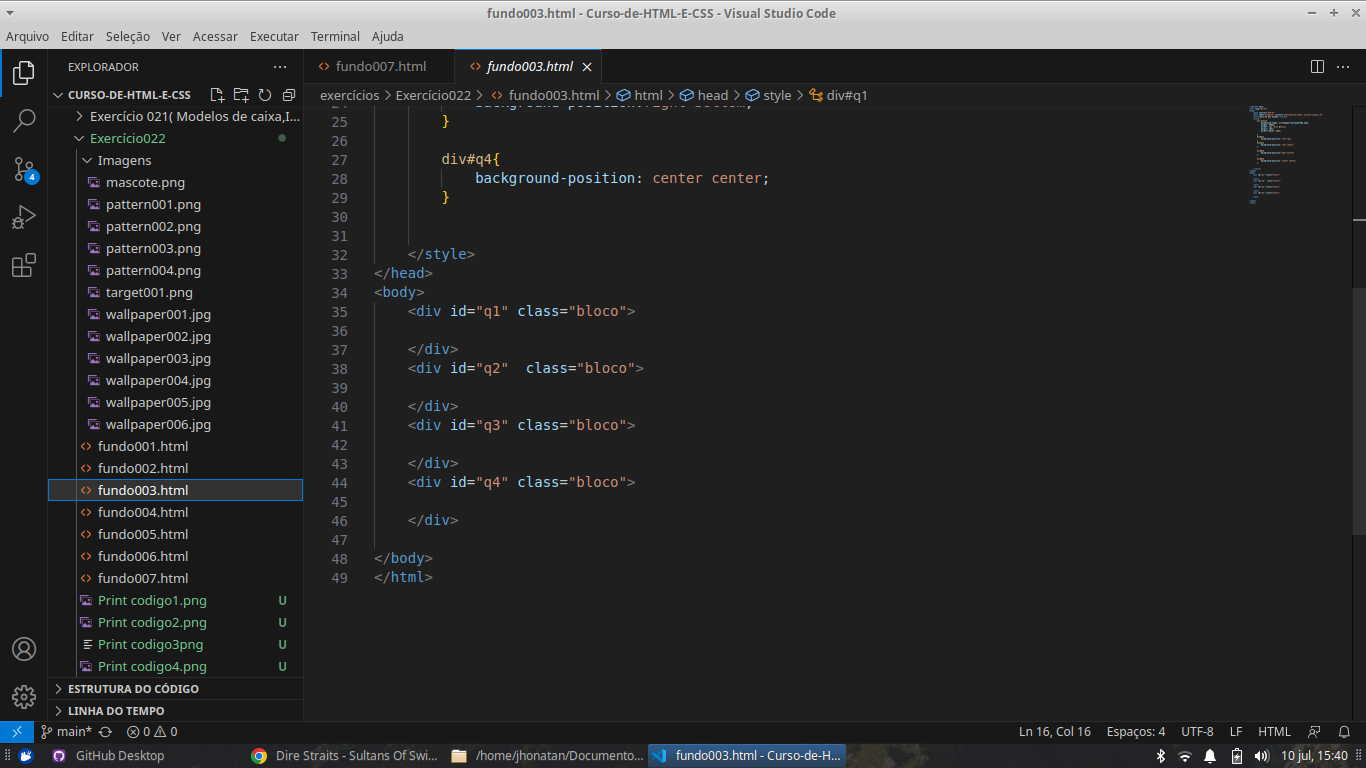 fundo003.html - Curso-de-HTML-E-CSS - Visual Studio Code
Arquivo Editar Seleção Ver Acessar Executar Terminal Ajuda
EXPLORADOR
CURSO-DE-HTML-E-CSS
Exercício 021( Modelos de caixa,I...
Exercício022
Imagens
mascote.png
pattern001.png
pattern002.png
pattern003.png
pattern004.png
target001.png
wallpaper001.jpg
wallpaper002.jpg
wallpaper003.jpg
wallpaper004.jpg
wallpaper005.jpg
wallpaper006.jpg
fundo001.html
fundo002.html
fundo003.html
fundo004.html
fundo005.html
fundo006.html
fundo007.html
Print codigo1.png U
Print codigo2.png U
Print codigo3png U
Print codigo4.png U
ESTRUTURA DO CÓDIGO
LINHA DO TEMPO
4
fundo007.html fundo003.html
exercícios > Exercício022 > fundo003.html > html > head > style > div#q1
25 }
26
27 div#q4{
28 background-position: center center;
29 }
30
31
32 </style>
33 </head>
34 <body>
35 <div id="q1" class="bloco">
36
37 </div>
38 <div id="q2"  class="bloco">
39
40 </div>
41 <div id="q3" class="bloco">
42
43 </div>
44 <div id="q4" class="bloco">
45
46 </div>
47
48 </body>
49 </html>
main* 0 0 Ln 16, Col 16 Espaços: 4 UTF-8 LF HTML
GitHub Desktop Dire Straits - Sultans Of Swi... /home/jhonatan/Documento... fundo003.html - Curso-de-H... 10 jul, 15:40